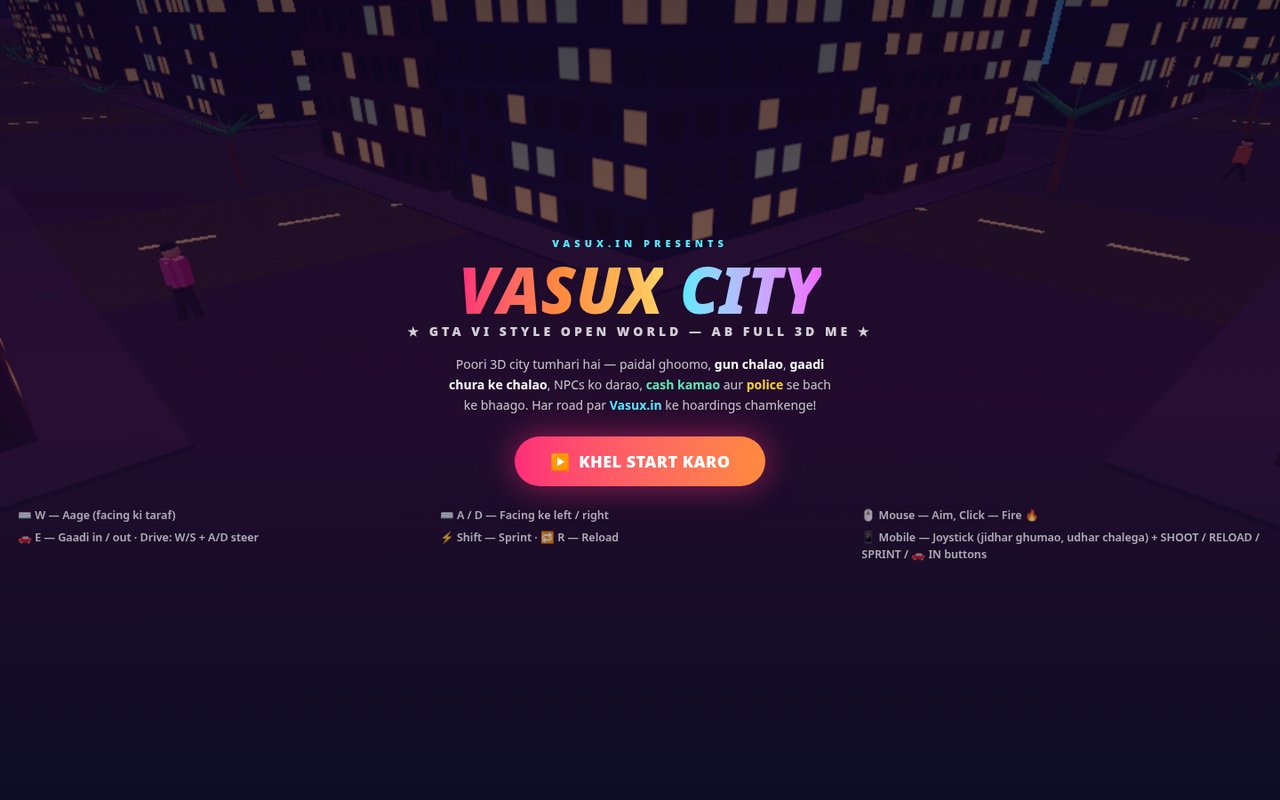 VASUX.IN PRESENTS
VASUX CITY
★ GTA VI STYLE OPEN WORLD — AB FULL 3D ME ★
Poori 3D city tumhari hai — paidal ghoomo, gun chalao, gaadi
chura ke chalao, NPCs ko darao, cash kamao aur police se bach
ke bhaago. Har road par Vasux.in ke hoardings chamkenge!
▶️ KHEL START KARO
⌨️ W — Aage (facing ki taraf)
⌨️ A / D — Facing ke left / right
🖱️ Mouse — Aim, Click — Fire 🔥
🚗 E — Gaadi in / out · Drive: W/S + A/D steer
⚡ Shift — Sprint · 🔁 R — Reload
📱 Mobile — Joystick (jidhar ghumao, udhar chalega) + SHOOT / RELOAD /
SPRINT / 🚗 IN buttons